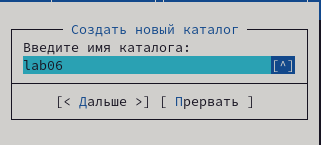 Создать новый каталог
Введите имя каталога:
lab06 [^]
[< Дальше >] [ Прервать ]